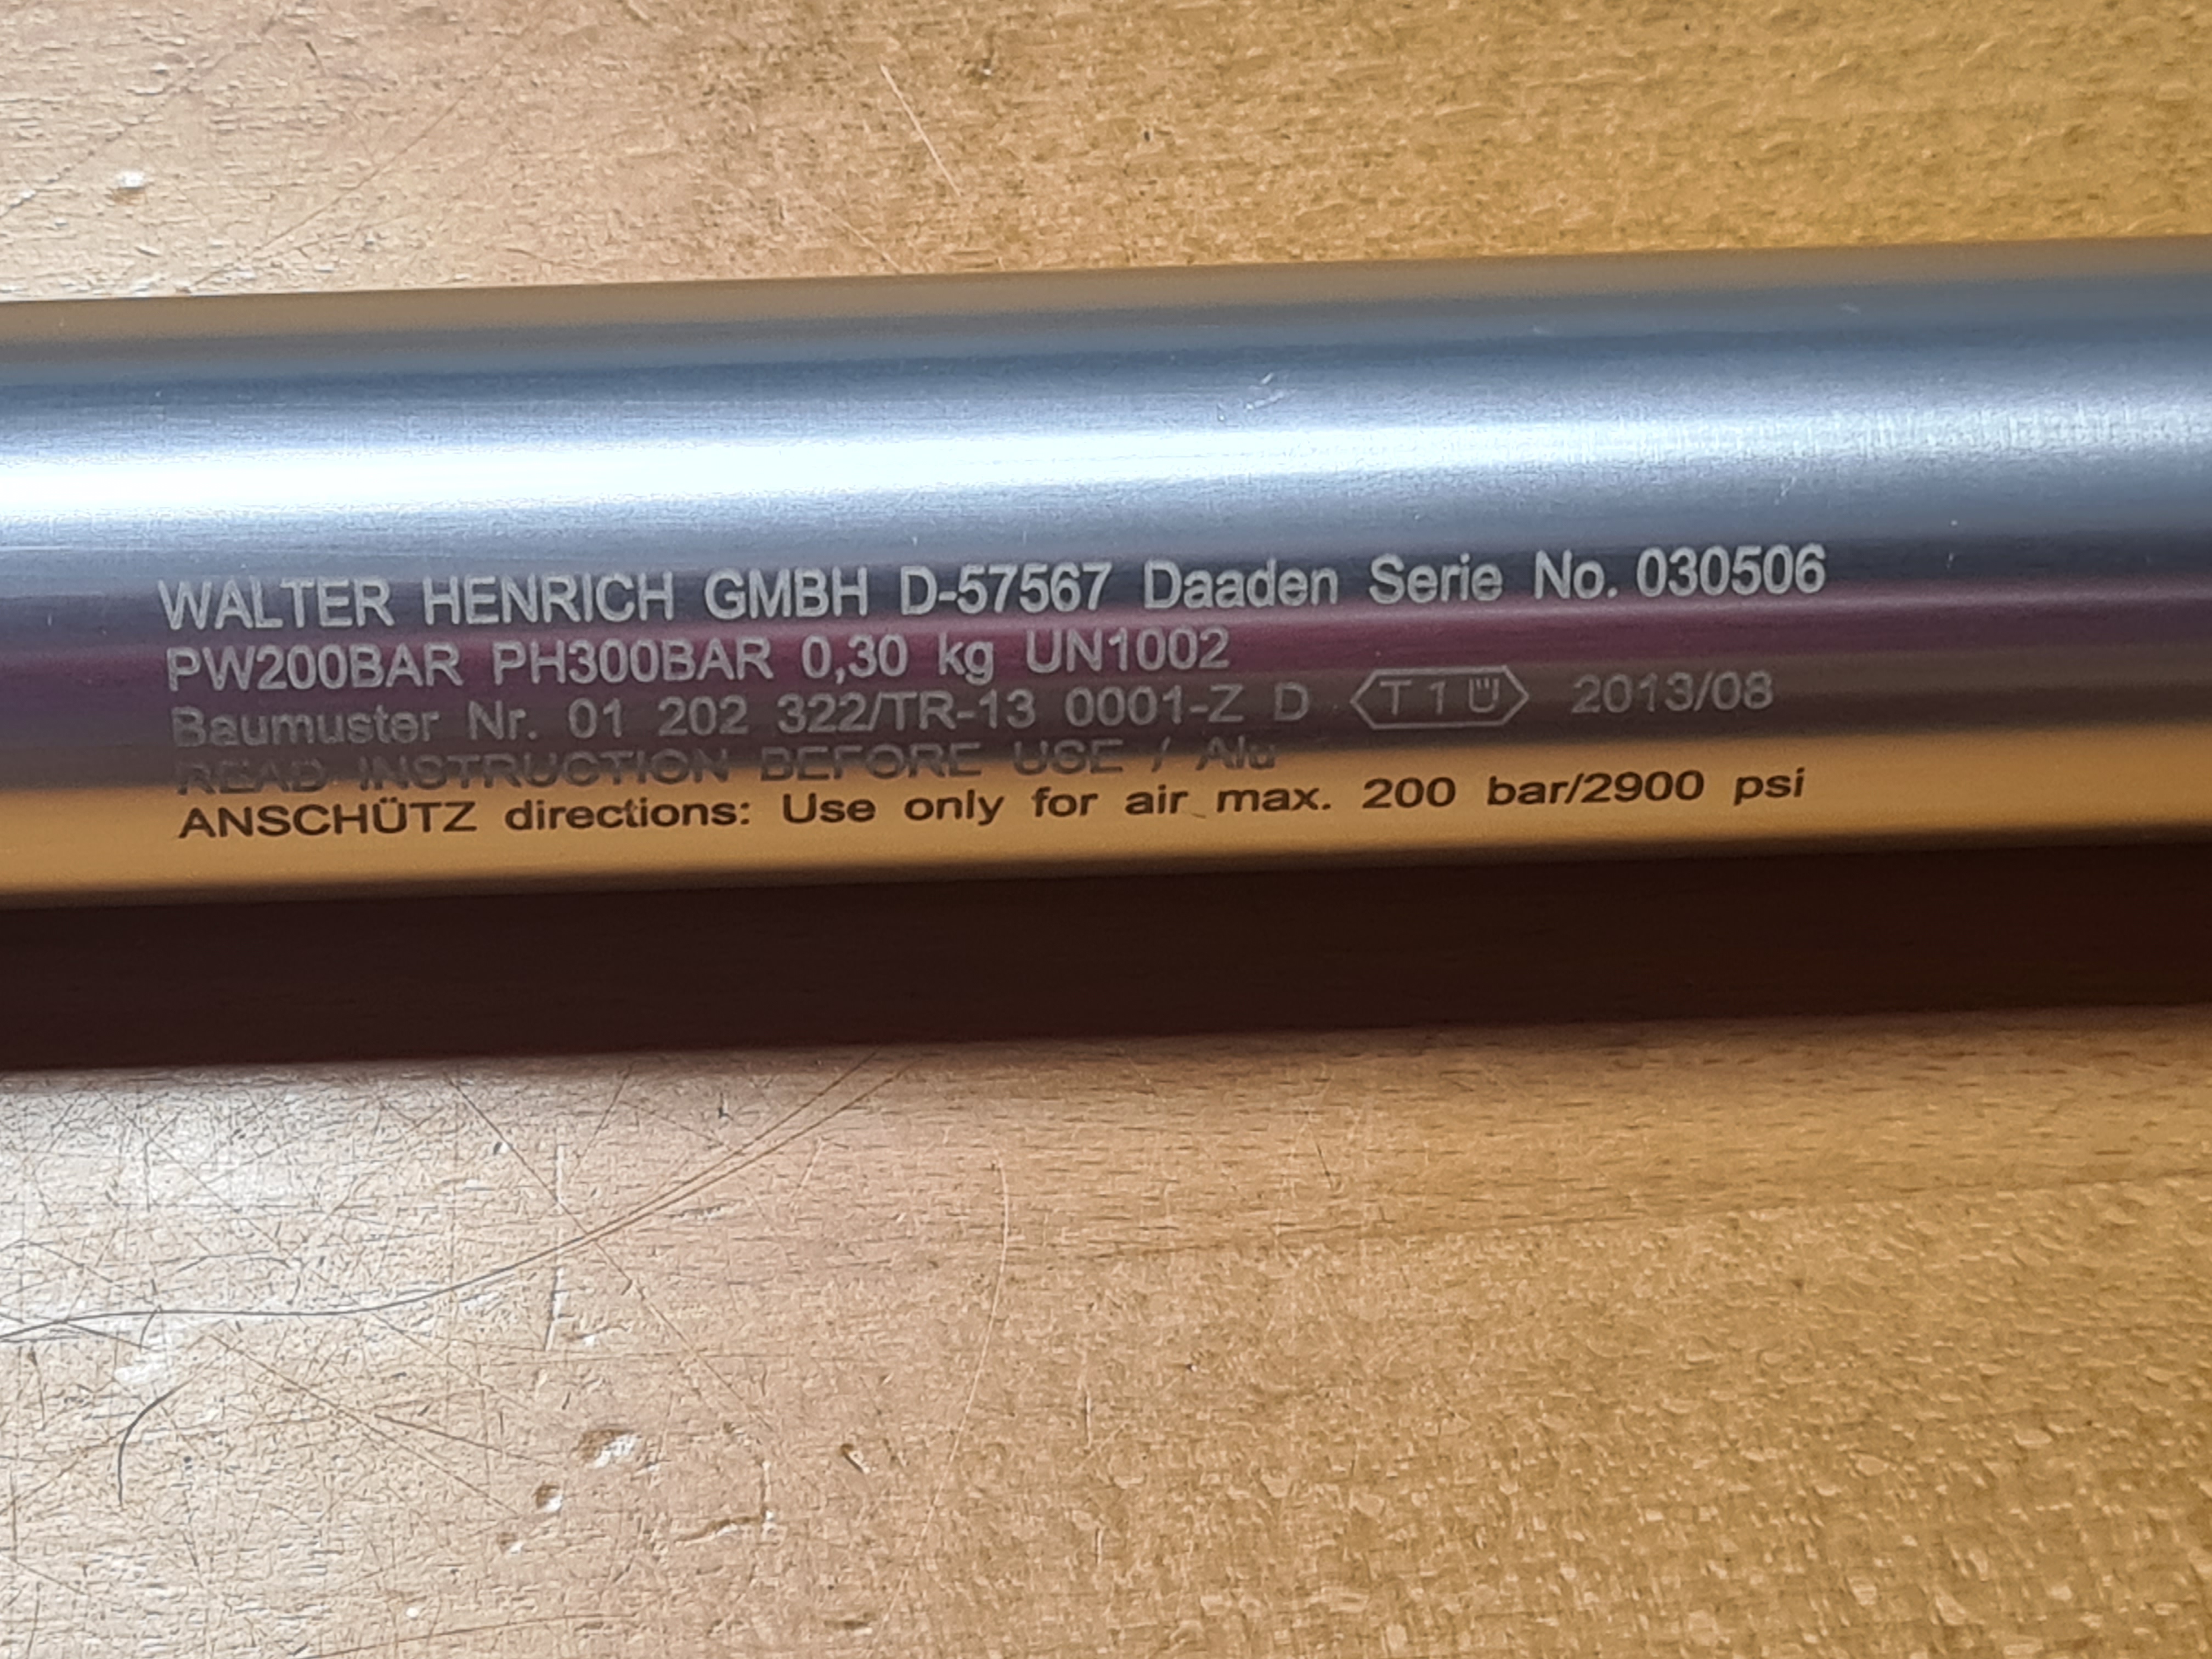 WALTER HENRICH GMBH D-57567 Daaden Serie No. 030506
PW200BAR PH300BAR 0,30 kg UN1002
Baumuster Nr. 01 202 322/TR-13 0001-Z D T 1 U 2013/08
READ INSTRUCTION BEFORE USE / Alu
ANSCHÜTZ directions: Use only for air max. 200 bar/2900 psi